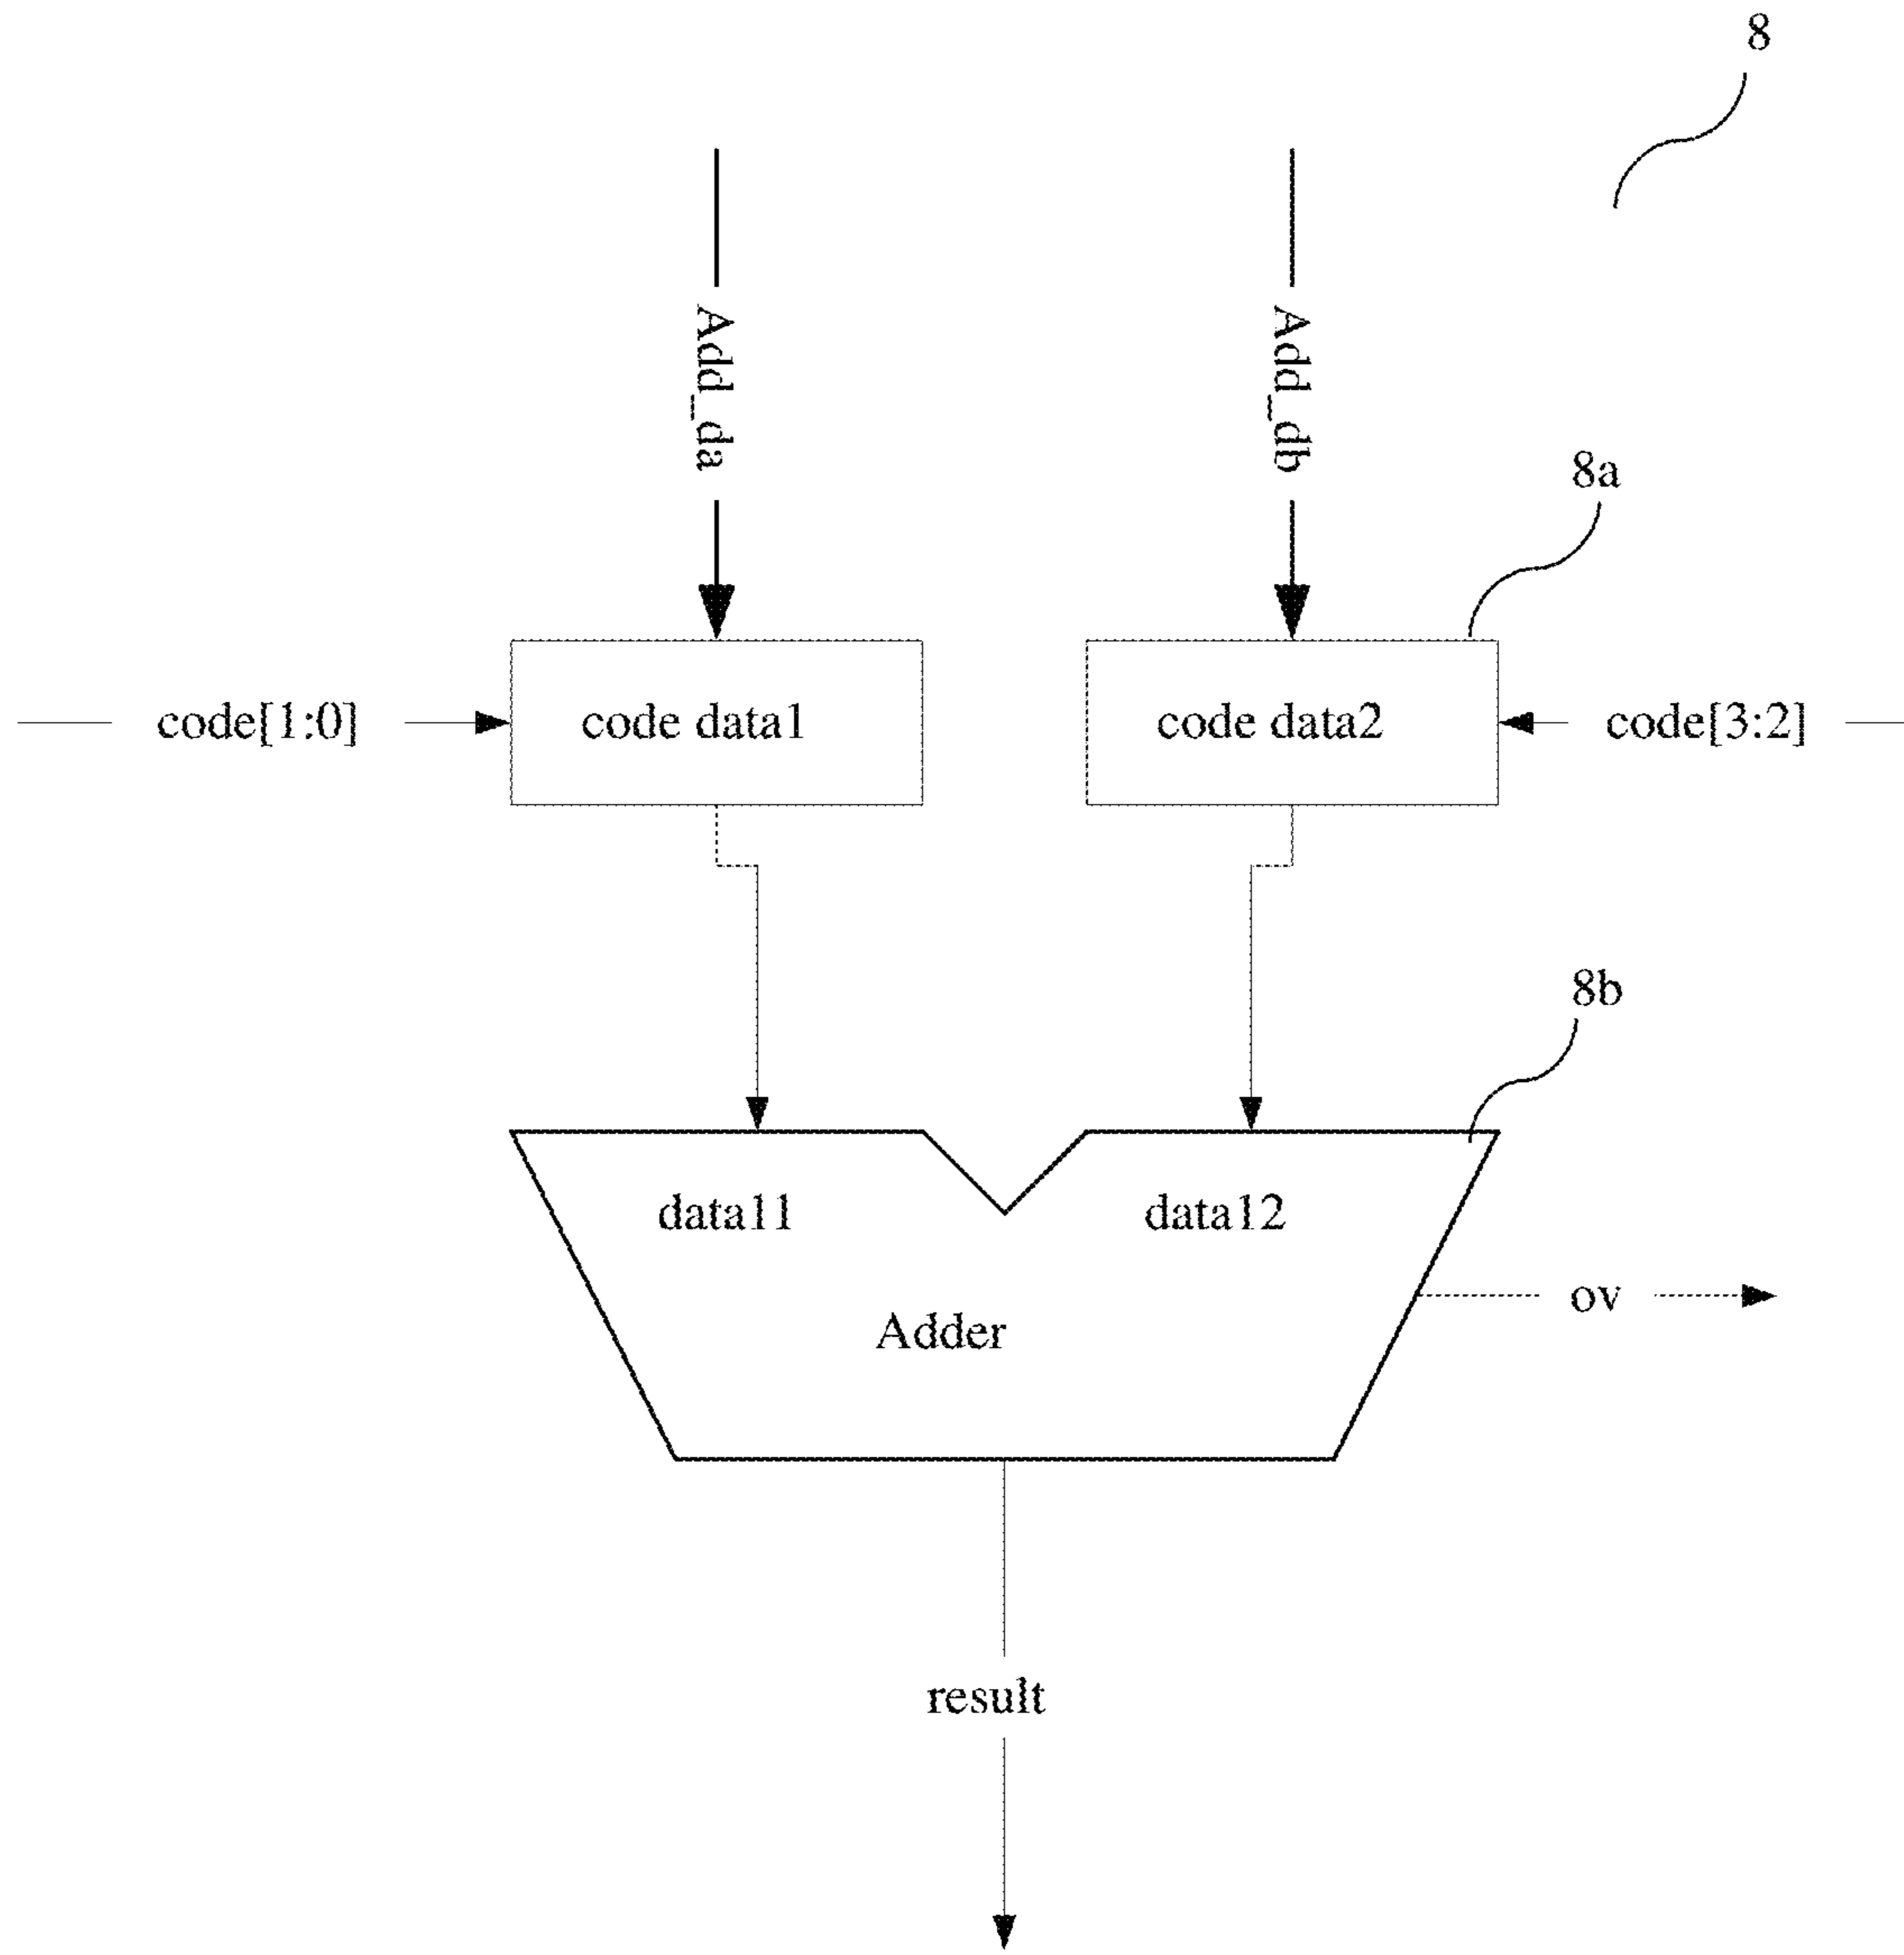 8
Add_da
Add_db
8a
code[1:0]
code data1
code data2
code[3:2]
8b
data11
data12
ov
Adder
result